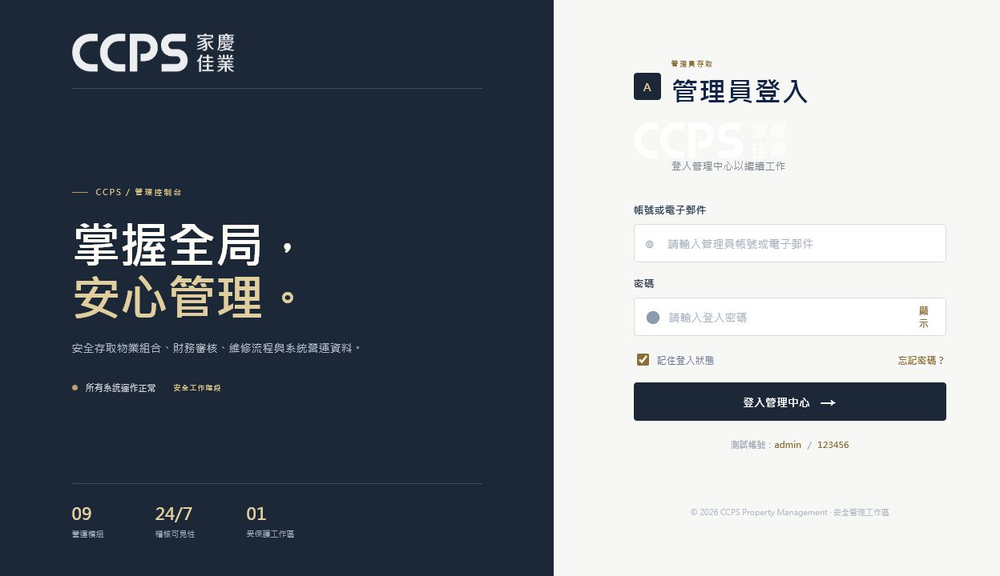 CCPS 家慶佳業
CCPS / 管理控制台
掌握全局，
安心管理。
安全存取物業組合、財務審核、維修流程與系統營運資料。
所有系統運作正常 安全工作階段
09 24/7 01
營運模組 稽核可見性 受保護工作區
管理員存取
A 管理員登入
CCPS 家慶佳業
登入管理中心以繼續工作
帳號或電子郵件
◎ 請輸入管理員帳號或電子郵件
密碼
請輸入登入密碼 顯示
記住登入狀態 忘記密碼？
登入管理中心 →
測試帳號：admin / 123456
© 2026 CCPS Property Management · 安全管理工作區